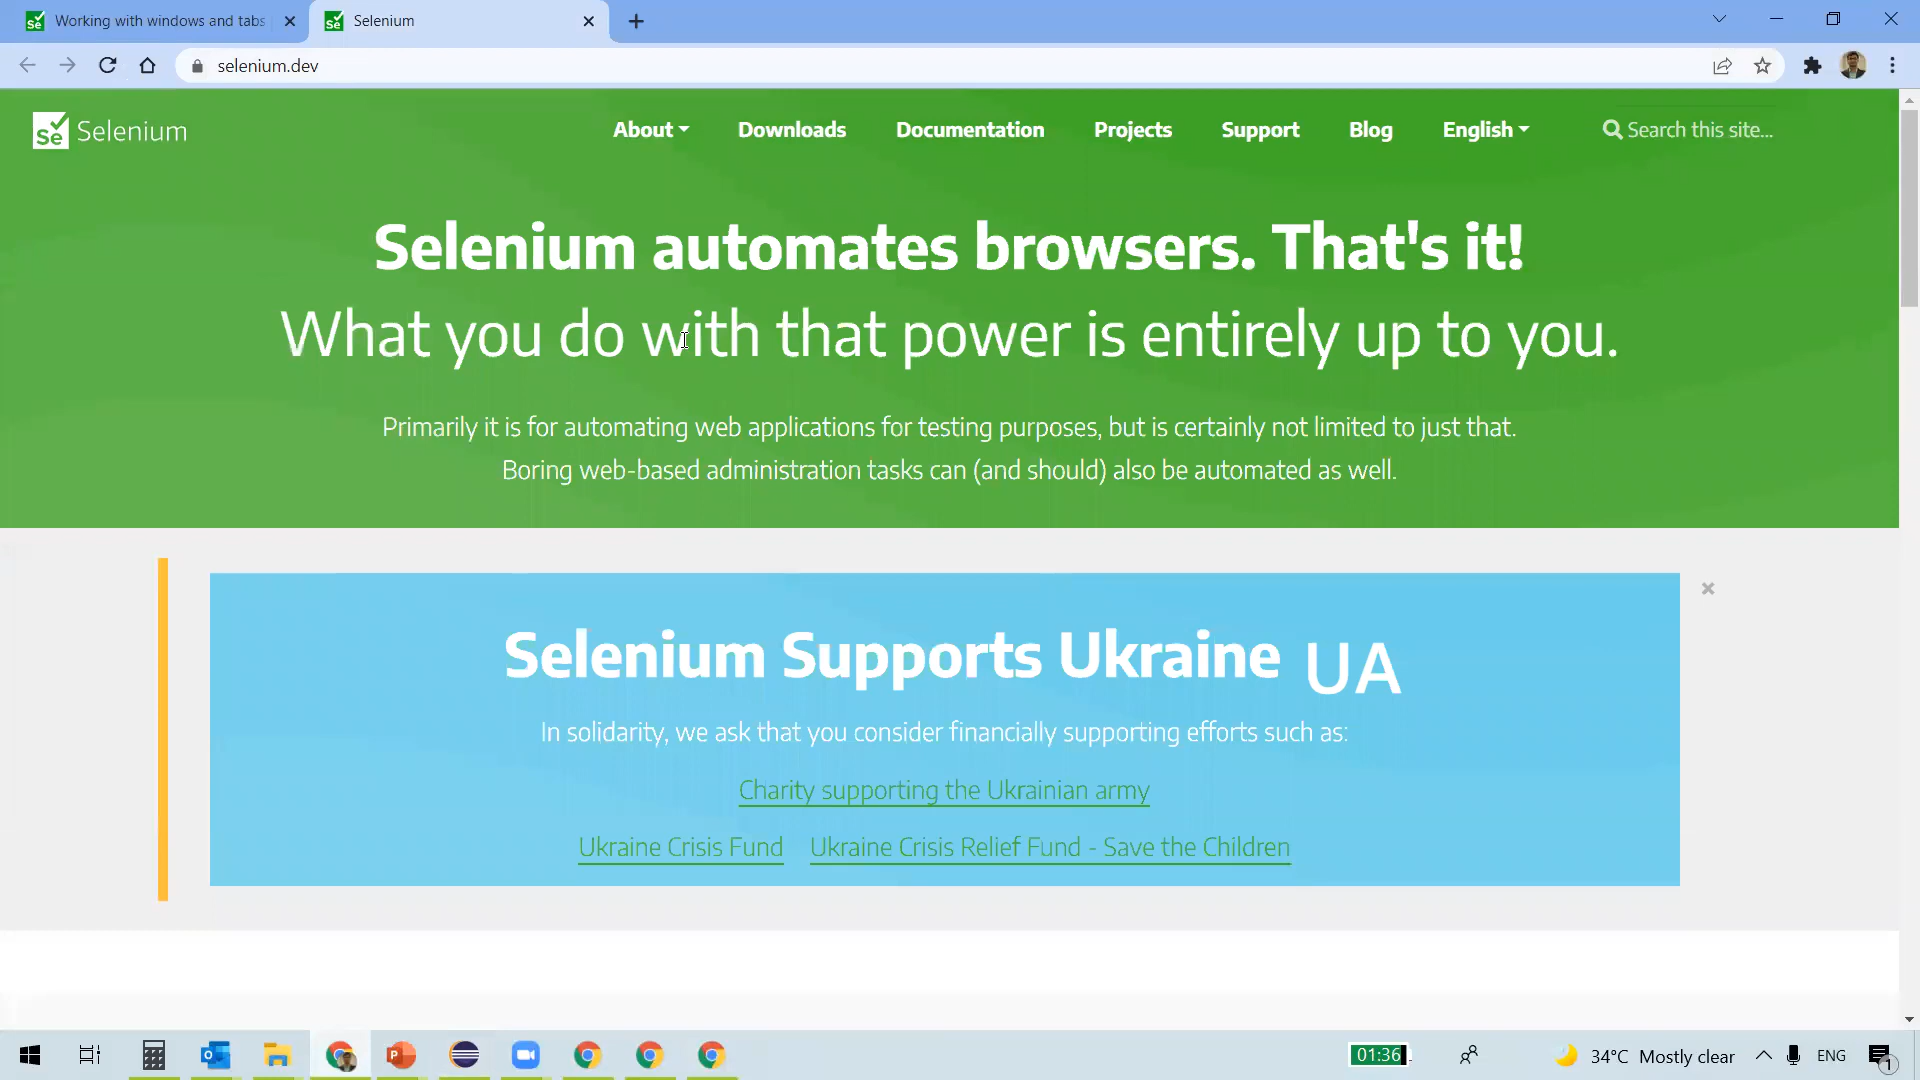 Working with windows and tabs
Selenium
selenium.dev
Se Selenium
About
Downloads
Documentation
Projects
Support
Blog
English
Search this site...
Selenium automates browsers. That's it!
What you do with that power is entirely up to you.
Primarily it is for automating web applications for testing purposes, but is certainly not limited to just that.
Boring web-based administration tasks can (and should) also be automated as well.
Selenium Supports Ukraine UA
In solidarity, we ask that you consider financially supporting efforts such as:
Charity supporting the Ukrainian army
Ukraine Crisis Fund
Ukraine Crisis Relief Fund - Save the Children
01:36
34°C Mostly clear
ENG
1